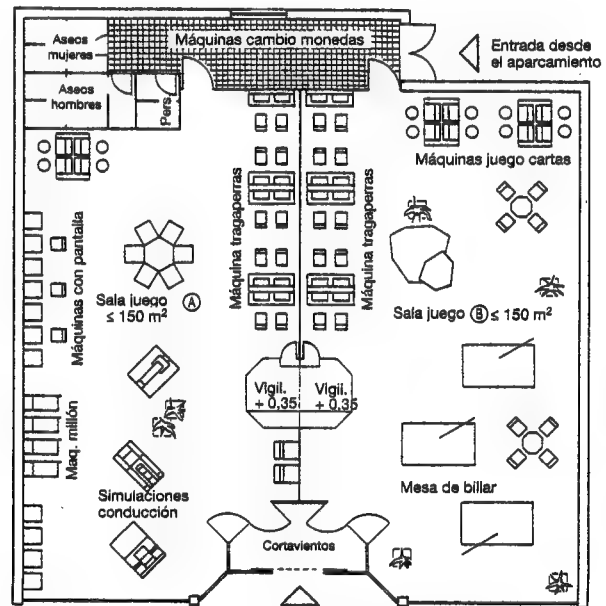 Aseos
mujeres
Máquinas cambio monedas
Entrada desde
el aparcamiento
Aseos
hombres
Pers.
Máquinas juego cartas
Máquina tragaperras
Máquina tragaperras
Máquinas con pantalla
Sala juego Ⓐ
≤ 150 m²
Sala juego Ⓑ ≤ 150 m²
Vigil.
+ 0,35
Vigil.
+ 0,35
Maq. millón
Simulaciones
conducción
Mesa de billar
Cortavientos